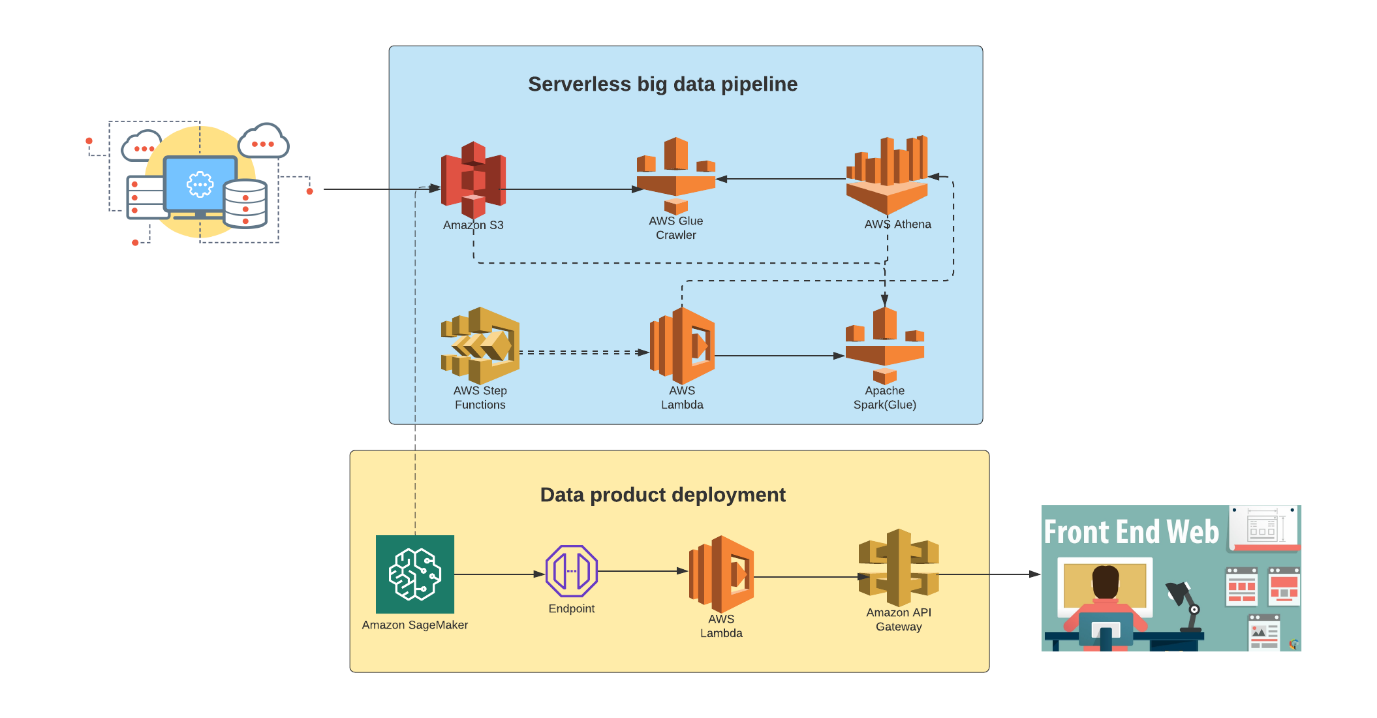 Serverless big data pipeline
Amazon S3
AWS Glue
Crawler
AWS Athena
AWS Step
Functions
AWS
Lambda
Apache
Spark(Glue)
Data product deployment
Amazon SageMaker
Endpoint
AWS
Lambda
Amazon API
Gateway
Front End Web